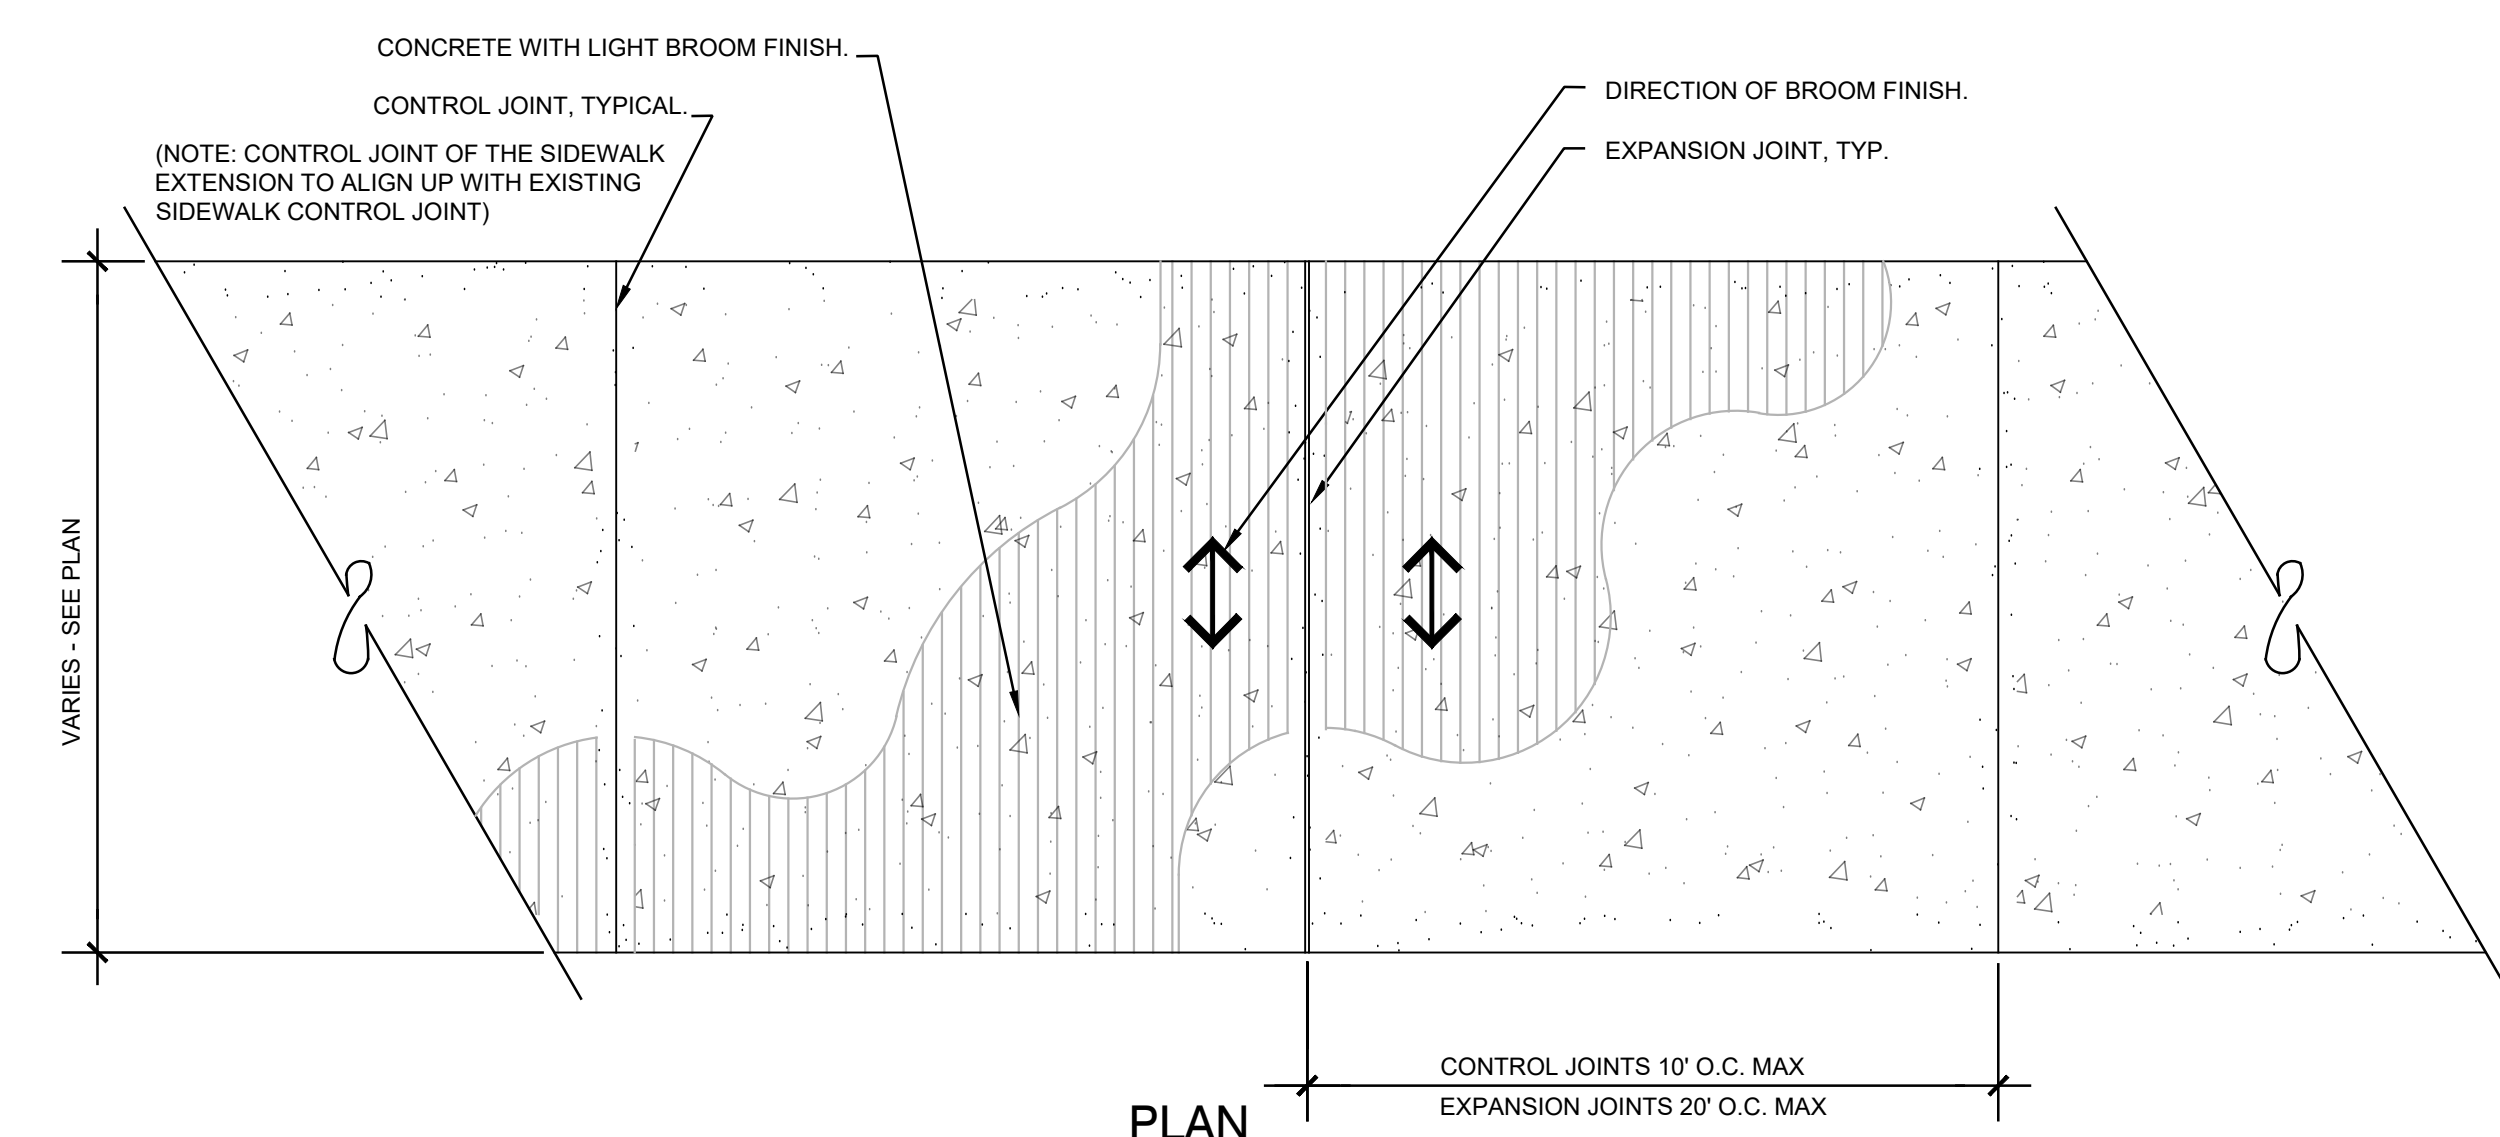 CONCRETE WITH LIGHT BROOM FINISH.
CONTROL JOINT, TYPICAL.
(NOTE: CONTROL JOINT OF THE SIDEWALK
EXTENSION TO ALIGN UP WITH EXISTING
SIDEWALK CONTROL JOINT)
DIRECTION OF BROOM FINISH.
EXPANSION JOINT, TYP.
VARIES - SEE PLAN
CONTROL JOINTS 10' O.C. MAX
EXPANSION JOINTS 20' O.C. MAX
PLAN